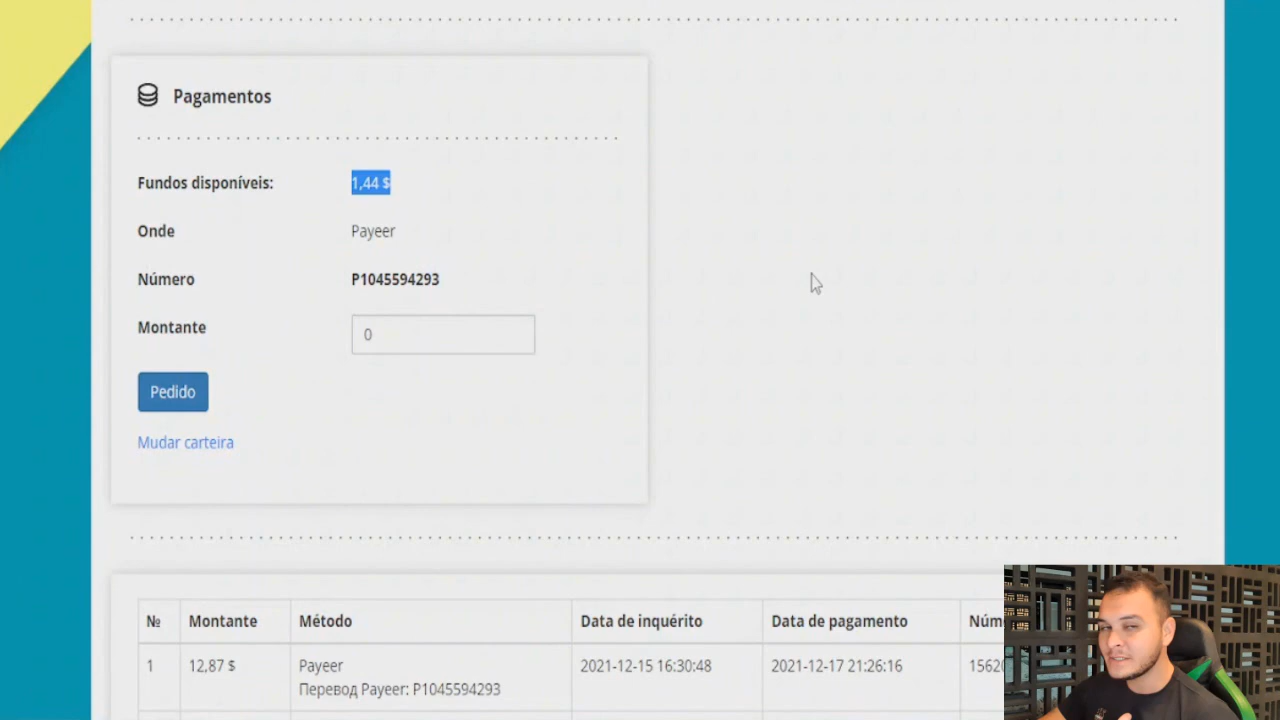 Pagamentos
Fundos disponíveis: 1,44 $
Onde Payeer
Número P1045594293
Montante 0
Pedido
Mudar carteira
№ Montante Método Data de inquérito Data de pagamento
1 12,87 $ Payeer 2021-12-15 16:30:48 2021-12-17 21:26:16
Перевод Payeer: P1045594293